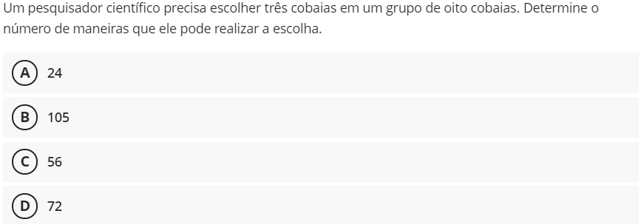 Um pesquisador científico precisa escolher três cobaias em um grupo de oito cobaias. Determine o
número de maneiras que ele pode realizar a escolha.
A 24
B 105
C 56
D 72